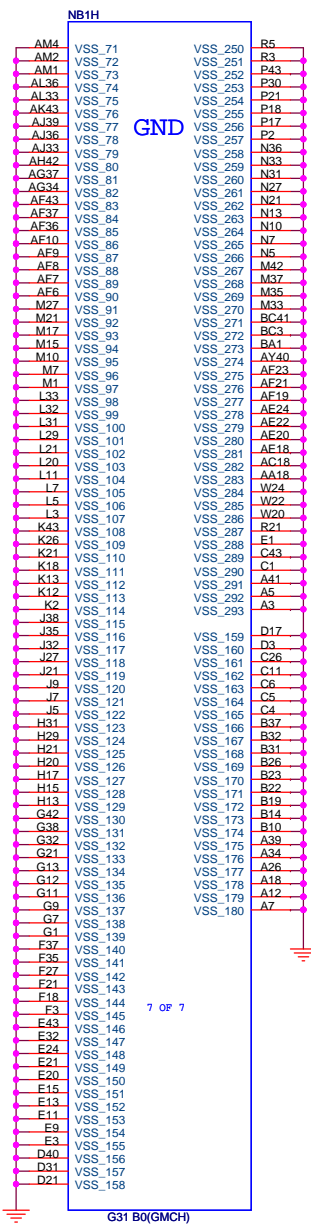 NB1H
GND
AM4 VSS_71
AM2 VSS_72
AM1 VSS_73
AL36 VSS_74
AL33 VSS_75
AK43 VSS_76
AJ39 VSS_77
AJ36 VSS_78
AJ33 VSS_79
AH42 VSS_80
AG37 VSS_81
AG34 VSS_82
AF43 VSS_83
AF37 VSS_84
AF36 VSS_85
AF10 VSS_86
AF9 VSS_87
AF8 VSS_88
AF7 VSS_89
AF6 VSS_90
M27 VSS_91
M21 VSS_92
M17 VSS_93
M15 VSS_94
M10 VSS_95
M7 VSS_96
M1 VSS_97
L33 VSS_98
L32 VSS_99
L31 VSS_100
L29 VSS_101
L21 VSS_102
L20 VSS_103
L11 VSS_104
L7 VSS_105
L5 VSS_106
L3 VSS_107
K43 VSS_108
K26 VSS_109
K21 VSS_110
K18 VSS_111
K13 VSS_112
K12 VSS_113
K2 VSS_114
J38 VSS_115
J35 VSS_116
J32 VSS_117
J27 VSS_118
J21 VSS_119
J9 VSS_120
J7 VSS_121
J5 VSS_122
H31 VSS_123
H29 VSS_124
H21 VSS_125
H20 VSS_126
H17 VSS_127
H15 VSS_128
H13 VSS_129
G42 VSS_130
G38 VSS_131
G32 VSS_132
G21 VSS_133
G13 VSS_134
G12 VSS_135
G11 VSS_136
G9 VSS_137
G7 VSS_138
G1 VSS_139
F37 VSS_140
F35 VSS_141
F27 VSS_142
F21 VSS_143
F18 VSS_144
F3 VSS_145
E43 VSS_146
E32 VSS_147
E24 VSS_148
E21 VSS_149
E20 VSS_150
E15 VSS_151
E13 VSS_152
E11 VSS_153
E9 VSS_154
E3 VSS_155
D40 VSS_156
D31 VSS_157
D21 VSS_158
VSS_250 R5
VSS_251 R3
VSS_252 P43
VSS_253 P30
VSS_254 P21
VSS_255 P18
VSS_256 P17
VSS_257 P2
VSS_258 N36
VSS_259 N33
VSS_260 N31
VSS_261 N27
VSS_262 N21
VSS_263 N13
VSS_264 N10
VSS_265 N7
VSS_266 N5
VSS_267 M42
VSS_268 M37
VSS_269 M35
VSS_270 M33
VSS_271 BC41
VSS_272 BC3
VSS_273 BA1
VSS_274 AY40
VSS_275 AF23
VSS_276 AF21
VSS_277 AF19
VSS_278 AE24
VSS_279 AE22
VSS_280 AE20
VSS_281 AE18
VSS_282 AC18
VSS_283 AA18
VSS_284 W24
VSS_285 W22
VSS_286 W20
VSS_287 R21
VSS_288 E1
VSS_289 C43
VSS_290 C1
VSS_291 A41
VSS_292 A5
VSS_293 A3
VSS_159 D17
VSS_160 D3
VSS_161 C26
VSS_162 C11
VSS_163 C6
VSS_164 C5
VSS_165 C4
VSS_166 B37
VSS_167 B32
VSS_168 B31
VSS_169 B26
VSS_170 B23
VSS_171 B22
VSS_172 B19
VSS_173 B14
VSS_174 B10
VSS_175 A39
VSS_176 A34
VSS_177 A26
VSS_178 A18
VSS_179 A12
VSS_180 A7
7 OF 7
G31 B0(GMCH)